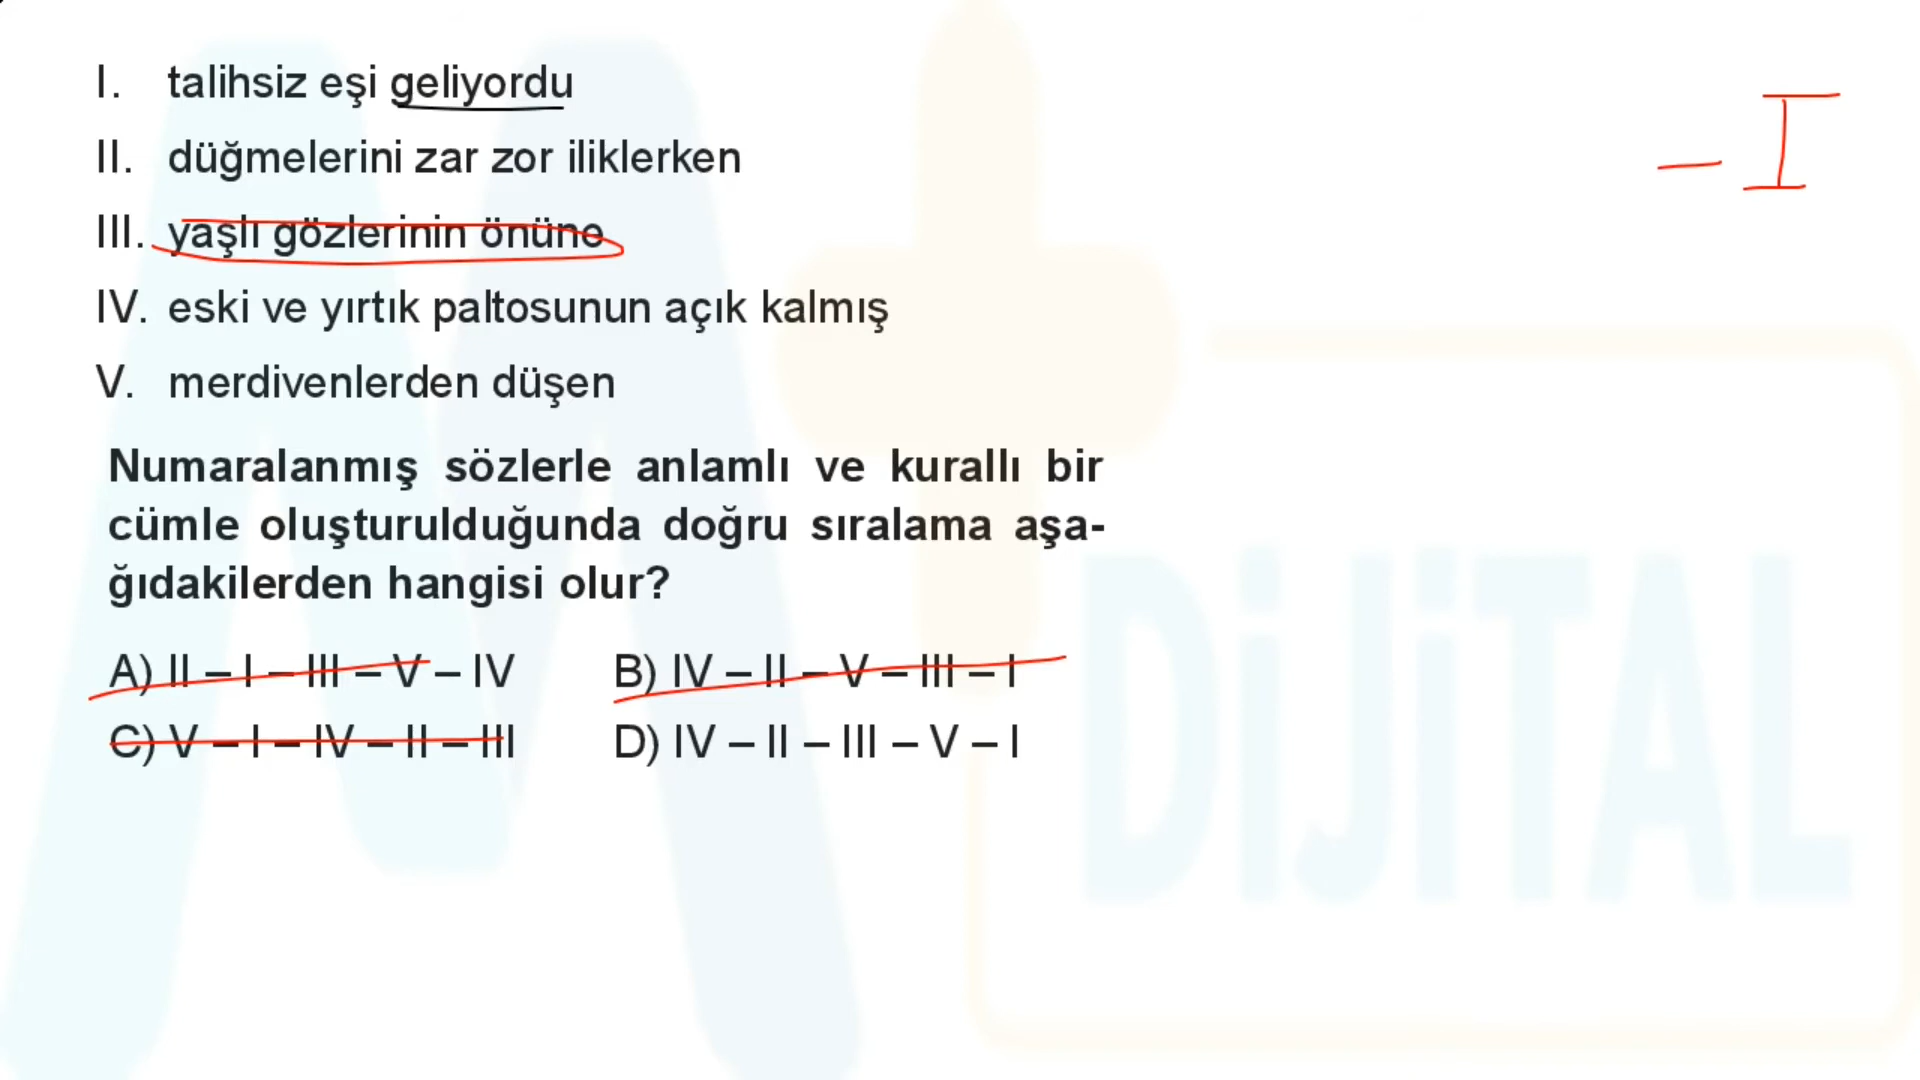 I. talihsiz eşi geliyordu
II. düğmelerini zar zor iliklerken
III. yaşlı gözlerinin önüne
IV. eski ve yırtık paltosunun açık kalmış
V. merdivenlerden düşen
Numaralanmış sözlerle anlamlı ve kurallı bir
cümle oluşturulduğunda doğru sıralama aşa-
ğıdakilerden hangisi olur?
A) II – I – III – V – IV B) IV – II – V – III – I
C) V – I – IV – II – III D) IV – II – III – V – I
– I
DİJİTAL